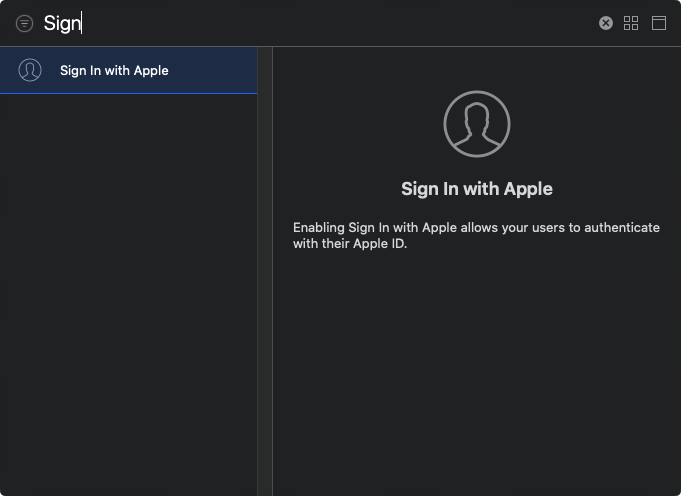 Sign
Sign In with Apple
Sign In with Apple
Enabling Sign In with Apple allows your users to authenticate
with their Apple ID.